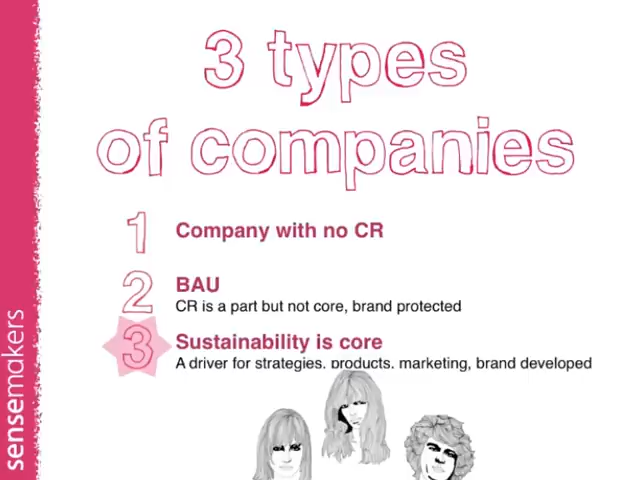 3 types
of companies
1 Company with no CR
2 BAU
CR is a part but not core, brand protected
3 Sustainability is core
A driver for strategies, products, marketing, brand developed
sensemakers